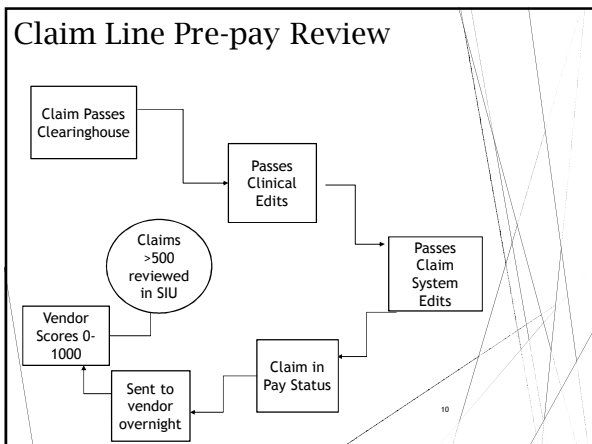 Claim Line Pre-pay Review
Claim Passes
Clearinghouse
Passes
Clinical
Edits
Passes
Claim
System
Edits
Claim in
Pay Status
Sent to
vendor
overnight
Vendor
Scores 0-
1000
Claims
>500
reviewed
in SIU
10